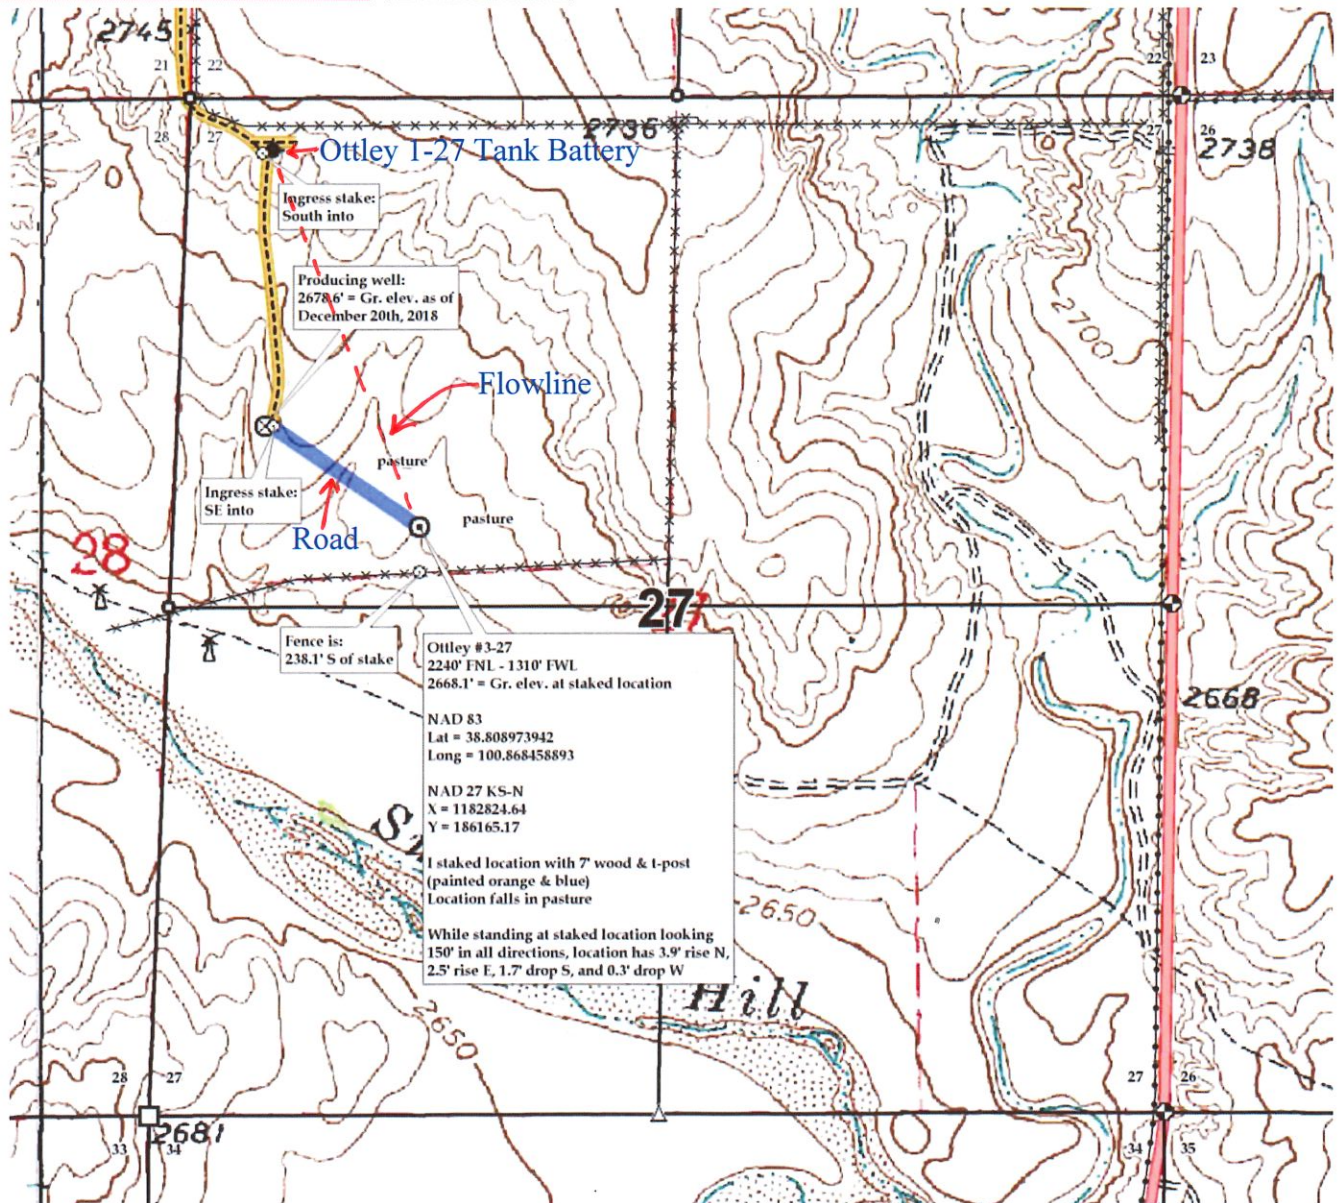 2745
21
22
22
23
28
27
2736
27
26
2738
Ottley 1-27 Tank Battery
Ingress stake:
South into
Producing well:
2678.6' = Gr. elev. as of
December 20th, 2018
2700
Flowline
pasture
Ingress stake:
SE into
pasture
Road
28
27
Fence is:
238.1' S of stake
Ottley #3-27
2240' FNL - 1310' FWL
2668.1' = Gr. elev. at staked location
2668
NAD 83
Lat = 38.808973942
Long = 100.868458893
NAD 27 KS-N
X = 1182824.64
Y = 186165.17
I staked location with 7' wood & t-post
(painted orange & blue)
Location falls in pasture
2650
While standing at staked location looking
150' in all directions, location has 3.9' rise N,
2.5' rise E, 1.7' drop S, and 0.3' drop W
Hill
2650
28
27
27
26
2681
33
34
34
35